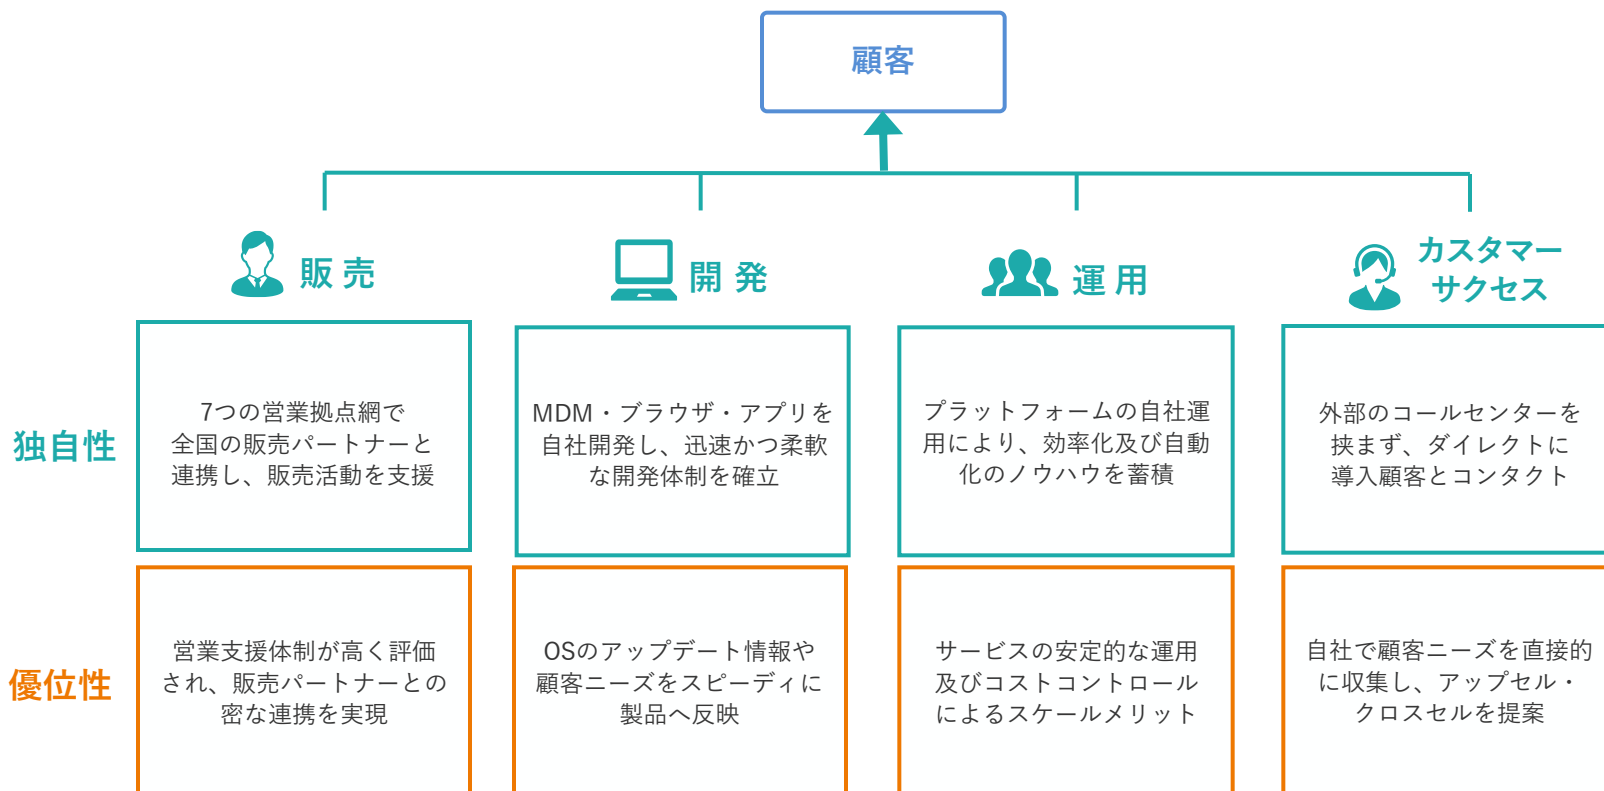 顧客
販売
開発
運用
カスタマー
サクセス
独自性
7つの営業拠点網で
全国の販売パートナーと
連携し、販売活動を支援
MDM・ブラウザ・アプリを
自社開発し、迅速かつ柔軟
な開発体制を確立
プラットフォームの自社運
用により、効率化及び自動
化のノウハウを蓄積
外部のコールセンターを
挟まず、ダイレクトに
導入顧客とコンタクト
優位性
営業支援体制が高く評価
され、販売パートナーとの
密な連携を実現
OSのアップデート情報や
顧客ニーズをスピーディに
製品へ反映
サービスの安定的な運用
及びコストコントロール
によるスケールメリット
自社で顧客ニーズを直接的
に収集し、アップセル・
クロスセルを提案